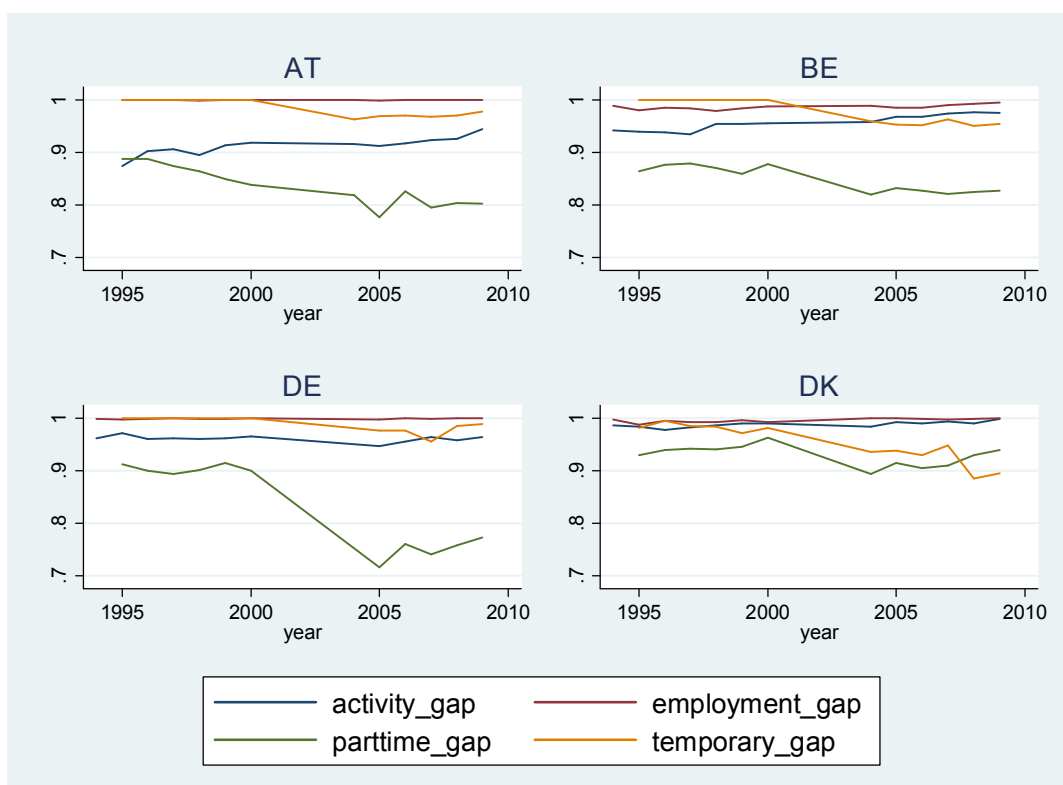 AT
1
.9
.8
.7
1995 2000 2005 2010
year
BE
1
.9
.8
.7
1995 2000 2005 2010
year
DE
1
.9
.8
.7
1995 2000 2005 2010
year
DK
1
.9
.8
.7
1995 2000 2005 2010
year
activity_gap employment_gap
parttime_gap temporary_gap